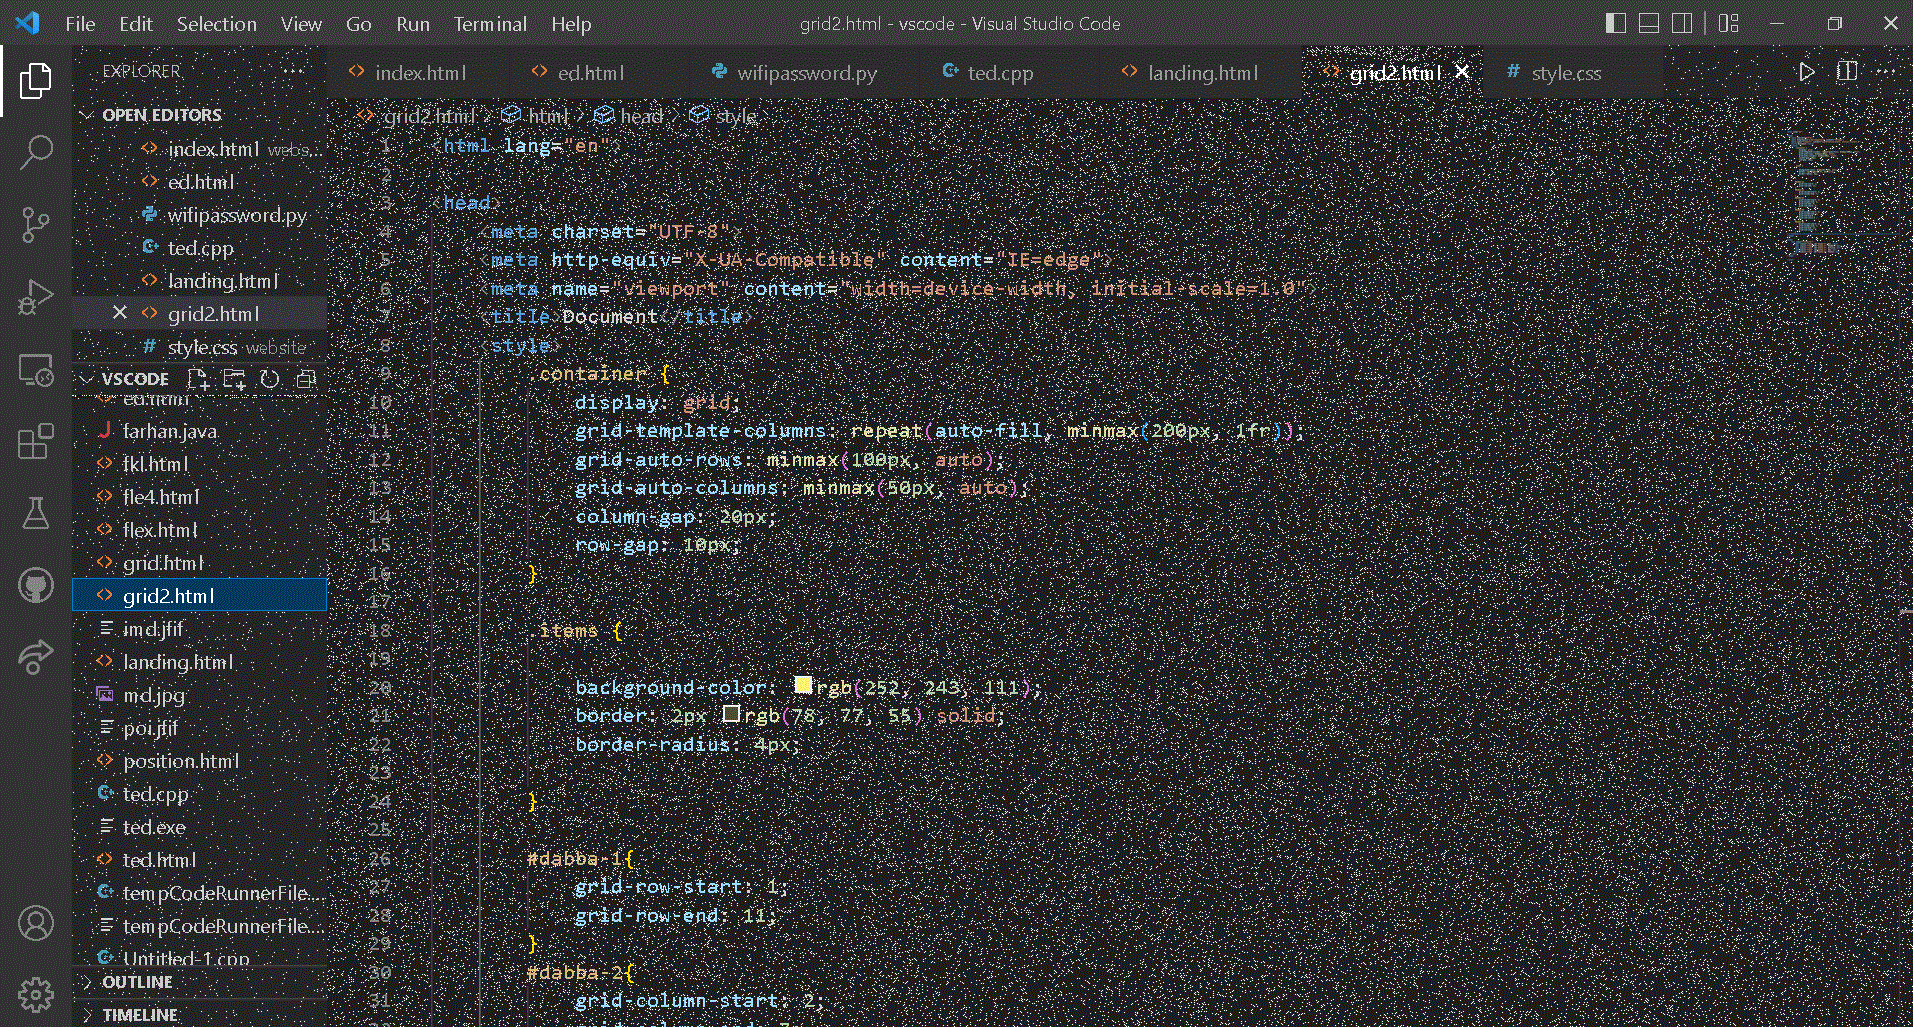 File Edit Selection View Go Run Terminal Help
grid2.html - vscode - Visual Studio Code
EXPLORER
OPEN EDITORS
index.html webs...
ed.html
wifipassword.py
ted.cpp
landing.html
grid2.html
style.css website
VSCODE
ed.html
farhan.java
fkl.html
fle4.html
flex.html
grid.html
grid2.html
imd.jfif
landing.html
md.jpg
poi.jfif
position.html
ted.cpp
ted.exe
ted.html
tempCodeRunnerFile....
tempCodeRunnerFile....
Untitled-1.cpp
OUTLINE
TIMELINE
index.html ed.html wifipassword.py ted.cpp landing.html grid2.html style.css
grid2.html > html > head > style
1 <html lang="en">
2
3 <head>
4 <meta charset="UTF-8">
5 <meta http-equiv="X-UA-Compatible" content="IE=edge">
6 <meta name="viewport" content="width=device-width, initial-scale=1.0">
7 <title>Document</title>
8 <style>
9 .container {
10 display: grid;
11 grid-template-columns: repeat(auto-fill, minmax(200px, 1fr));
12 grid-auto-rows: minmax(100px, auto);
13 grid-auto-columns: minmax(50px, auto);
14 column-gap: 20px;
15 row-gap: 10px;
16 }
17
18 .items {
19
20 background-color: rgb(252, 243, 111);
21 border: 2px rgb(78, 77, 55) solid;
22 border-radius: 4px;
23
24 }
25
26 #dabba-1{
27 grid-row-start: 1;
28 grid-row-end: 11;
29 }
30 #dabba-2{
31 grid-column-start: 2;